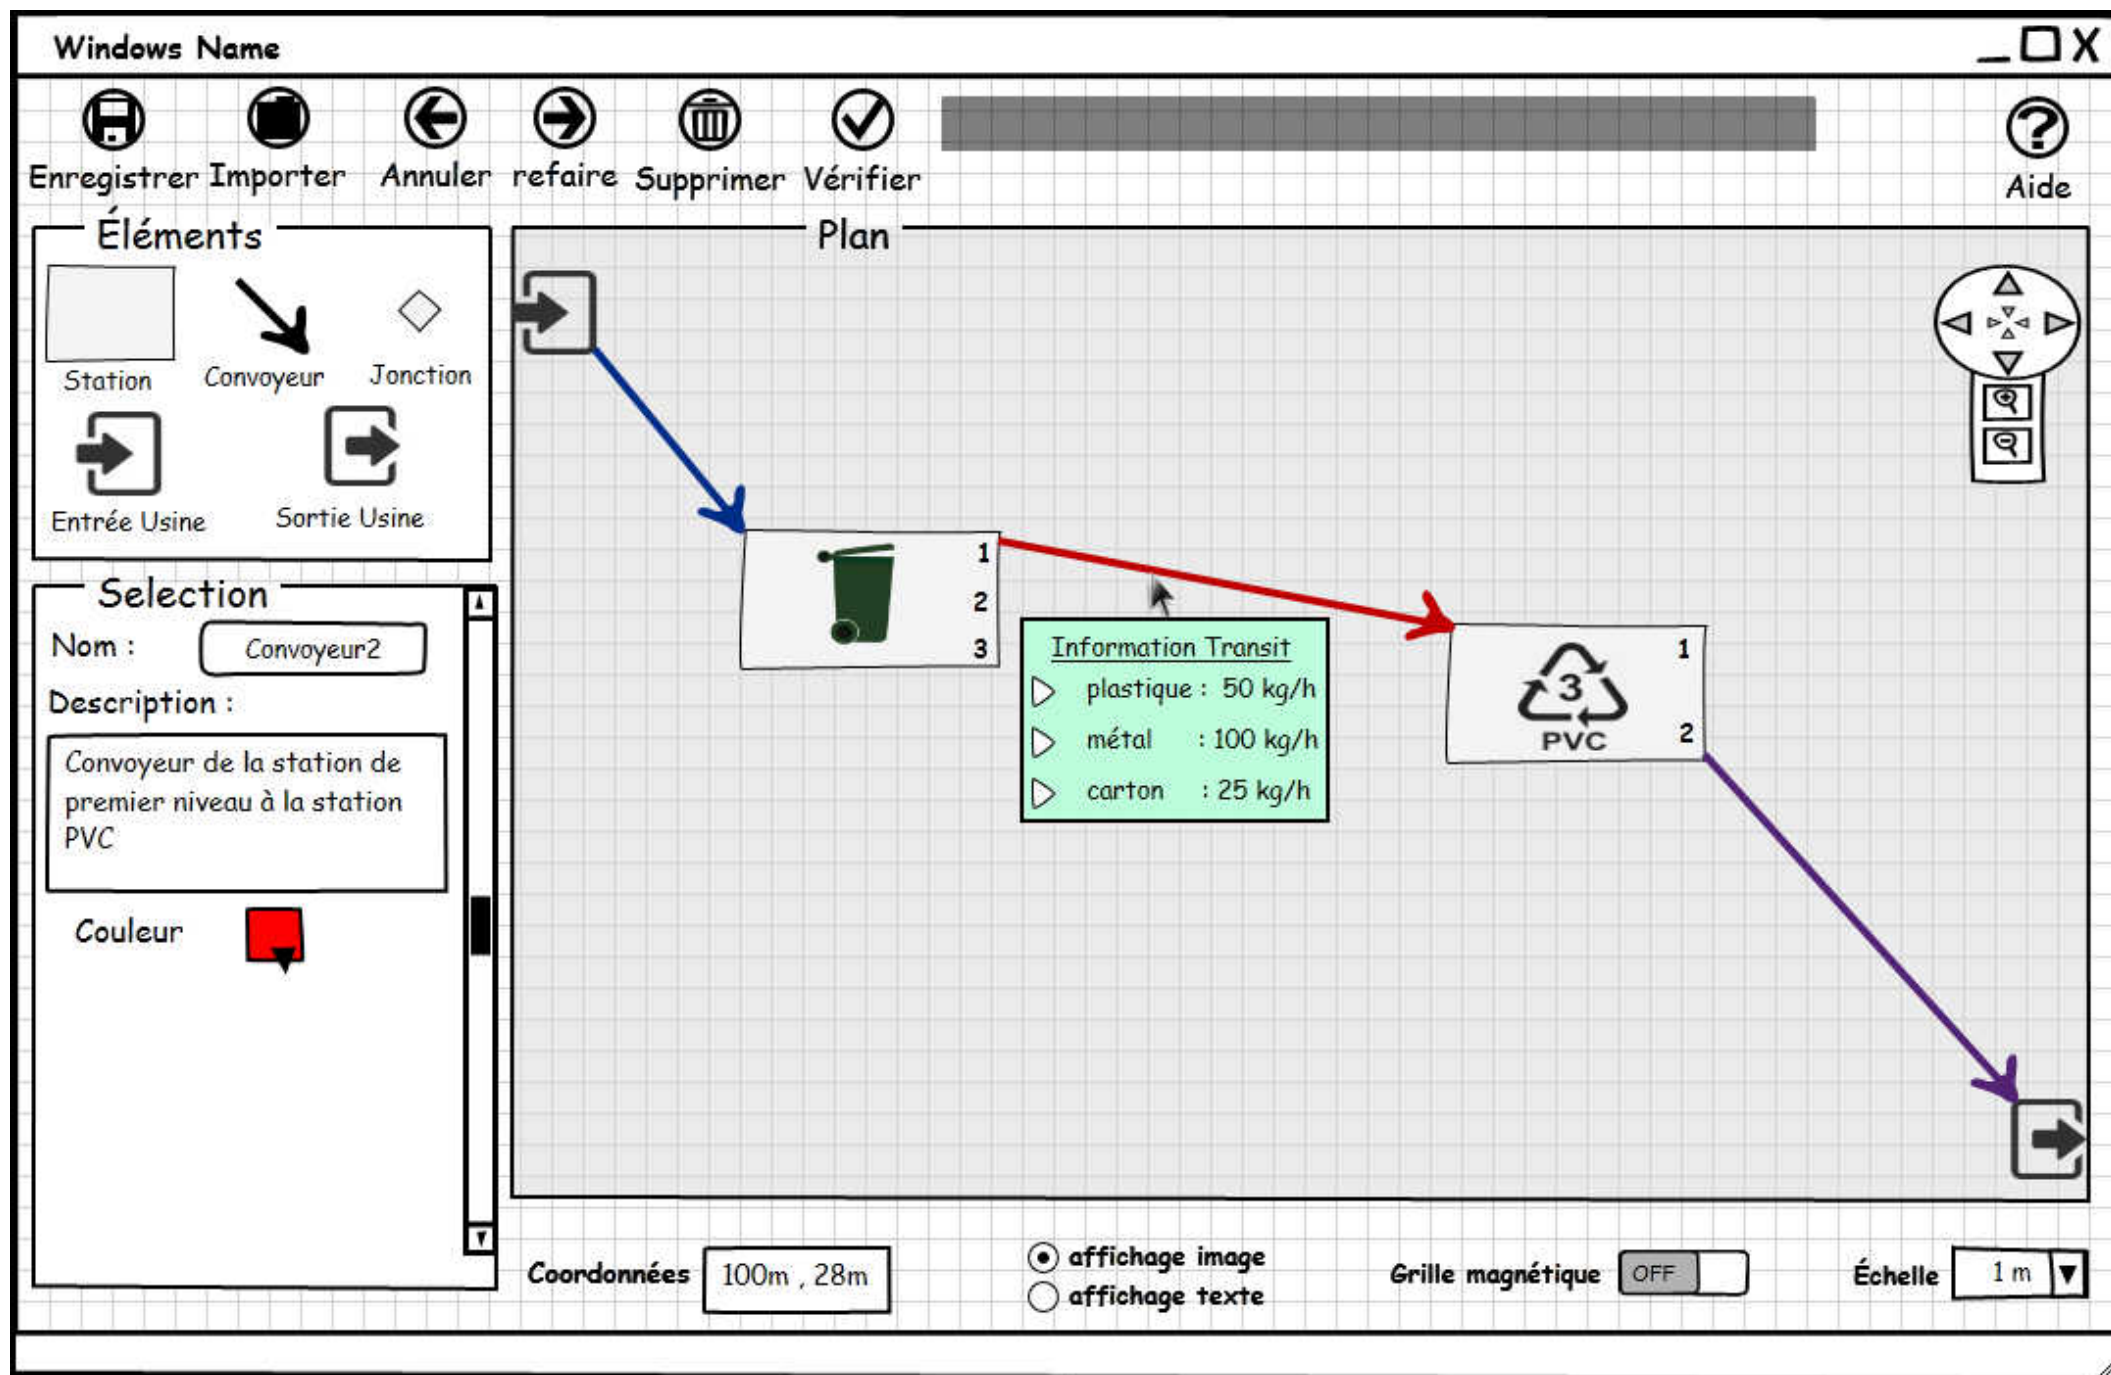 Windows Name
Enregistrer Importer Annuler refaire Supprimer Vérifier Aide
Éléments
Station Convoyeur Jonction
Entrée Usine Sortie Usine
Selection
Nom : Convoyeur2
Description :
Convoyeur de la station de
premier niveau à la station
PVC
Couleur
Plan
1
2
3
Information Transit
plastique : 50 kg/h
métal : 100 kg/h
carton : 25 kg/h
3
PVC
1
2
Coordonnées 100m , 28m
affichage image
affichage texte
Grille magnétique OFF
Échelle 1 m